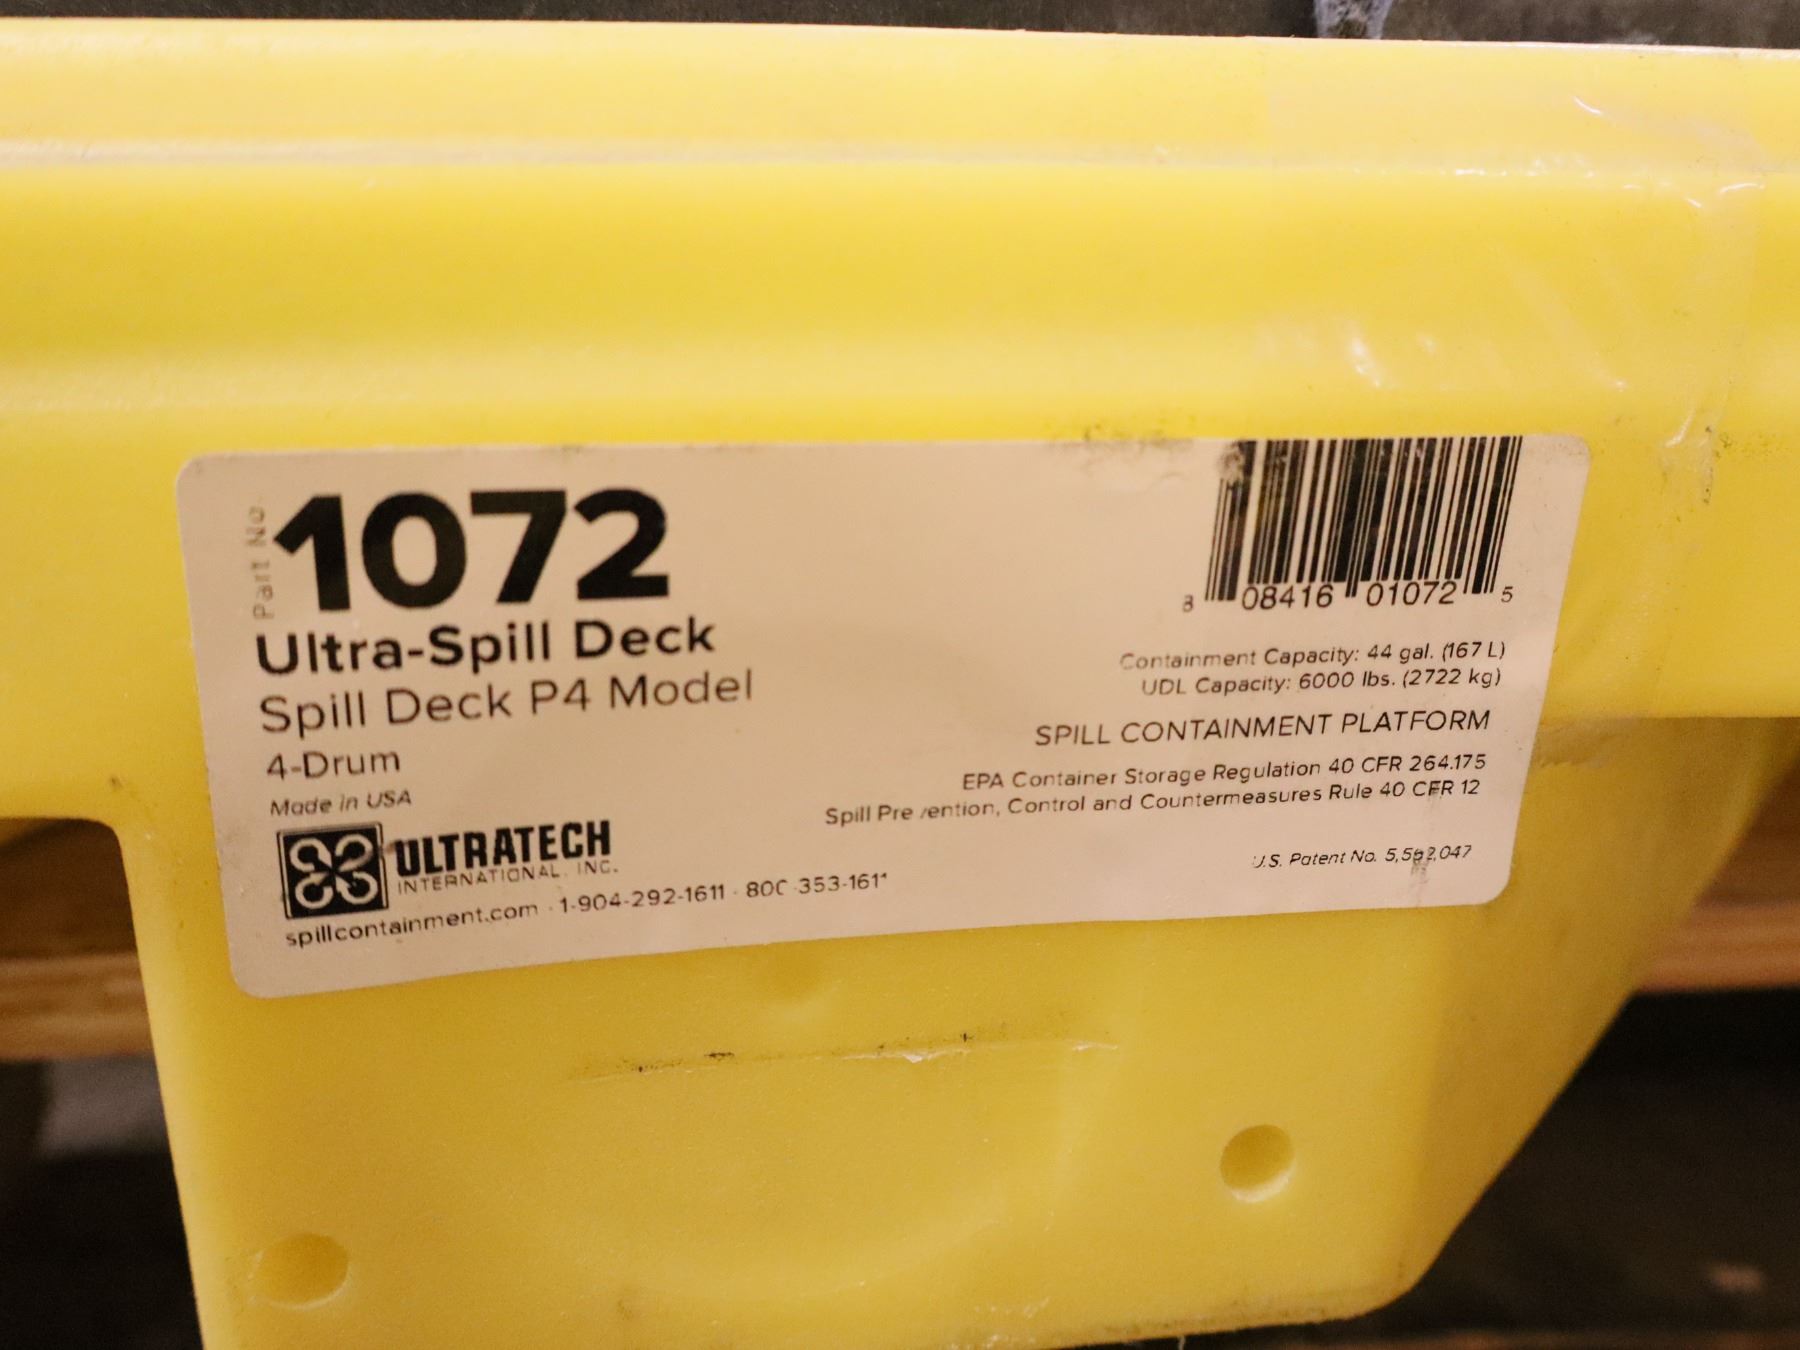 Part No.
1072
Ultra-Spill Deck
Spill Deck P4 Model
4-Drum
Made in USA
ULTRATECH
INTERNATIONAL, INC.
spillcontainment.com · 1-904-292-1611 ·
8 08416 01072 5
Containment Capacity: 44 gal. (167 L)
UDL Capacity: 6000 lbs. (2722 kg)
SPILL CONTAINMENT PLATFORM
EPA Container Storage Regulation 40 CFR 264.175
Spill Prevention, Control and Countermeasures Rule 40 CFR 12
U.S. Patent No.